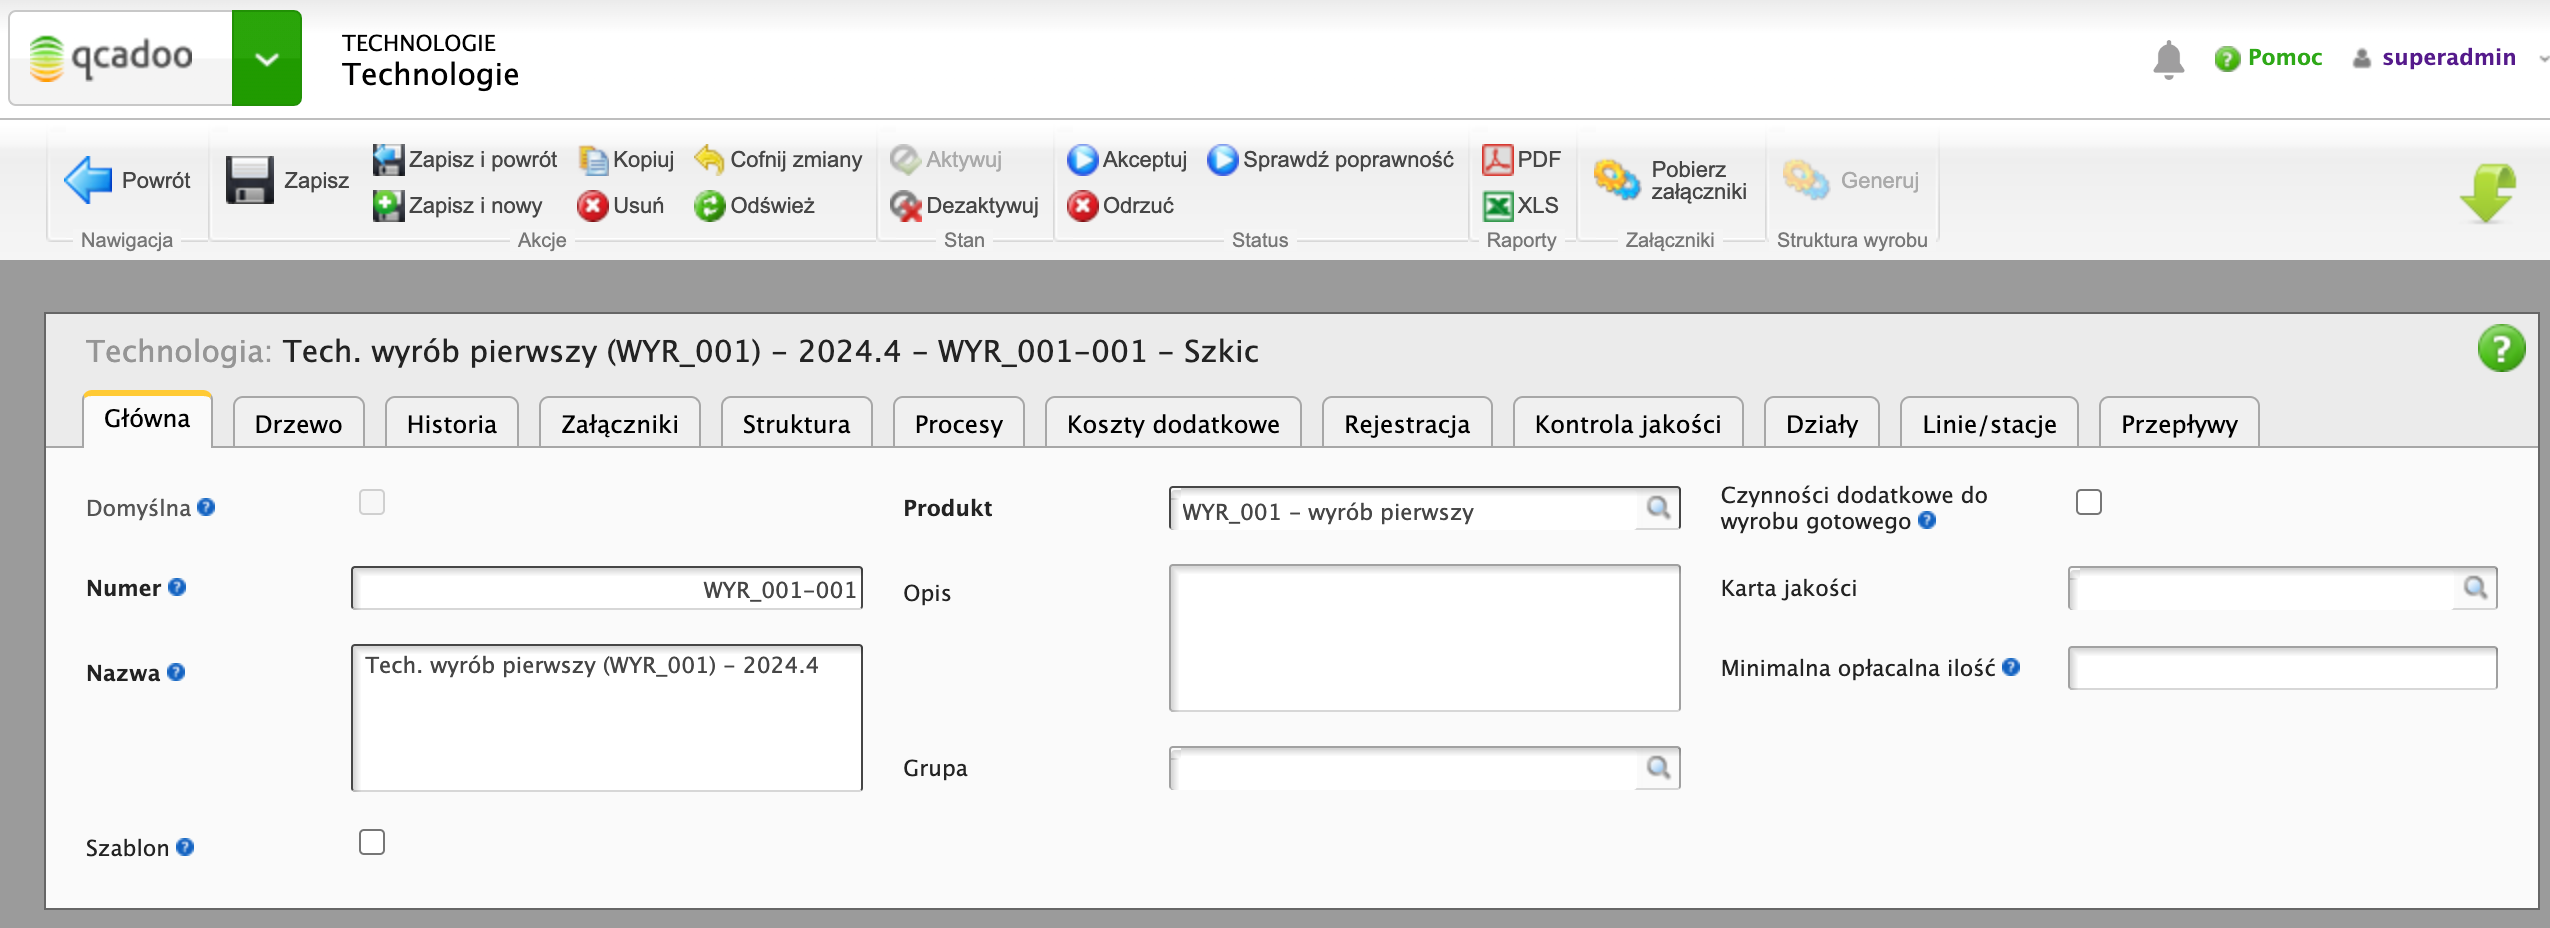 qcadoo
TECHNOLOGIE
Technologie
Pomoc
superadmin
Powrót
Nawigacja
Zapisz
Zapisz i powrót
Kopiuj
Cofnij zmiany
Zapisz i nowy
Usuń
Odśwież
Akcje
Aktywuj
Dezaktywuj
Stan
Akceptuj
Sprawdź poprawność
Odrzuć
Status
PDF
XLS
Raporty
Pobierz
załączniki
Załączniki
Generuj
Struktura wyrobu
Technologia: Tech. wyrób pierwszy (WYR_001) - 2024.4 - WYR_001-001 - Szkic
Główna
Drzewo
Historia
Załączniki
Struktura
Procesy
Koszty dodatkowe
Rejestracja
Kontrola jakości
Działy
Linie/stacje
Przepływy
Domyślna
Numer
WYR_001-001
Nazwa
Tech. wyrób pierwszy (WYR_001) - 2024.4
Szablon
Produkt
WYR_001 - wyrób pierwszy
Opis
Grupa
Czynności dodatkowe do
wyrobu gotowego
Karta jakości
Minimalna opłacalna ilość